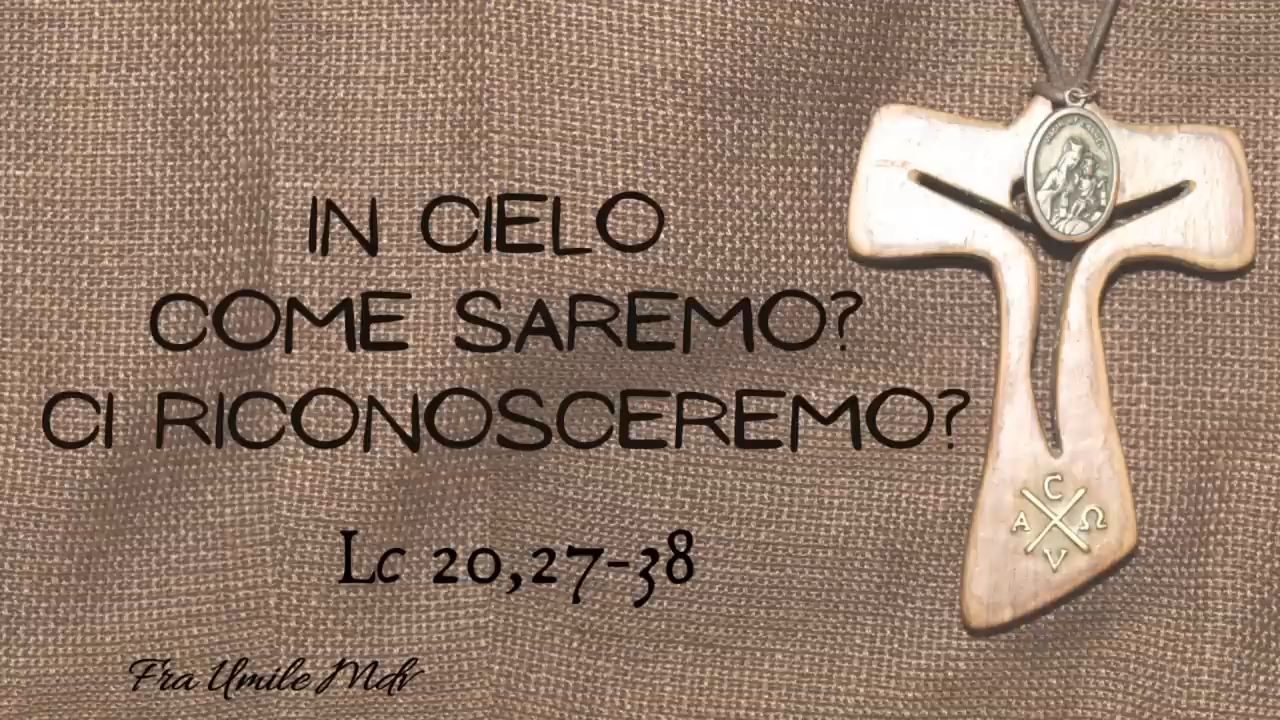 IN CIELO
COME SAREMO?
CI RICONOSCEREMO?
Lc 20,27-38
Fra Umile Mdv
C
A Ω
V